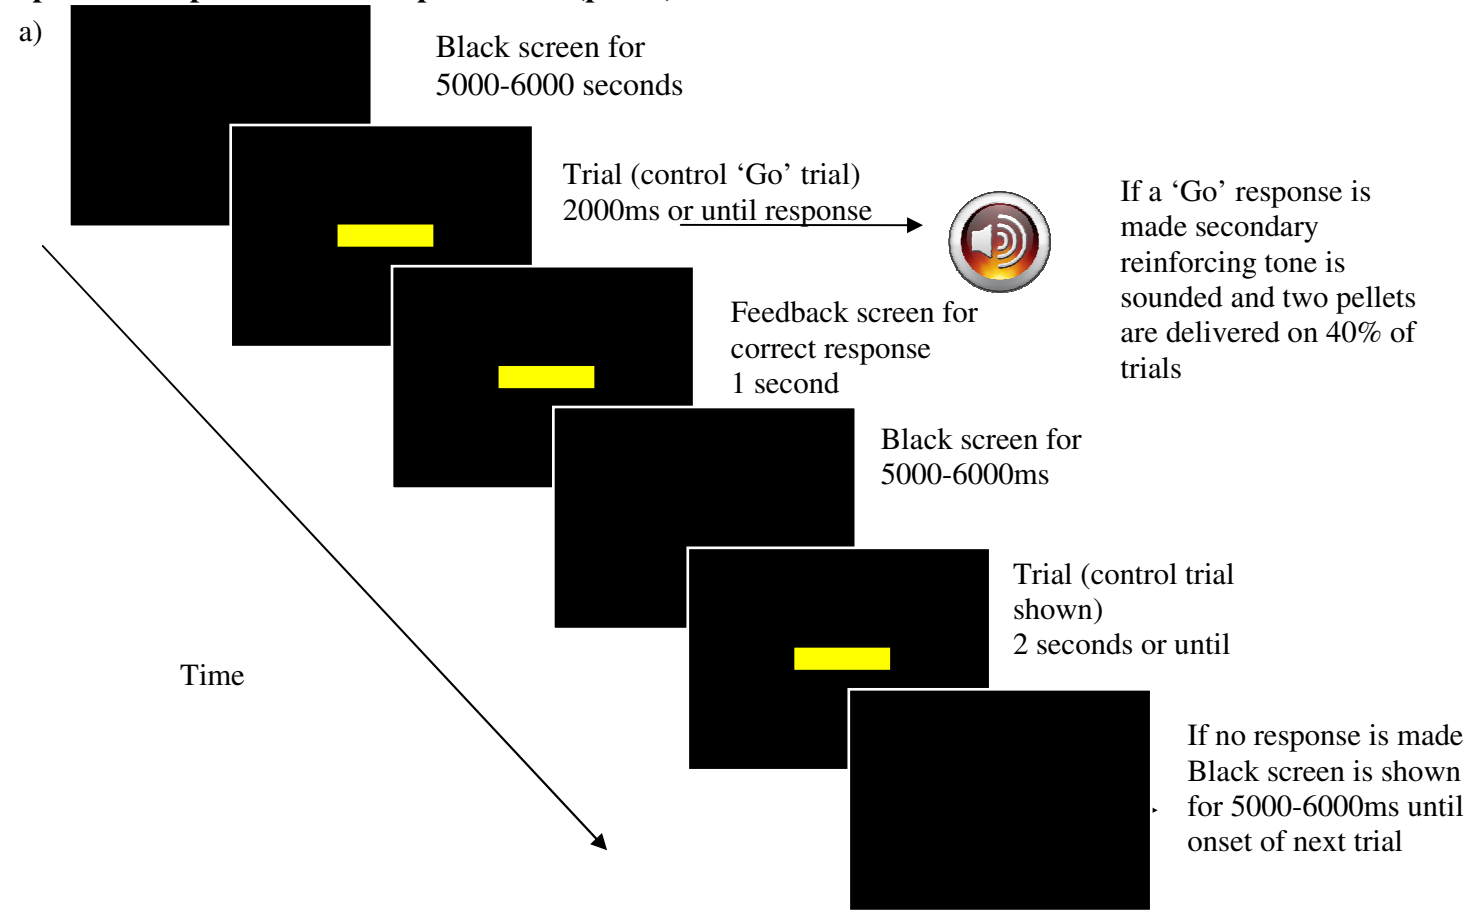 a)
Black screen for
5000-6000 seconds
Trial (control ‘Go’ trial)
2000ms or until response
If a ‘Go’ response is
made secondary
reinforcing tone is
sounded and two pellets
are delivered on 40% of
trials
Feedback screen for
correct response
1 second
Black screen for
5000-6000ms
Trial (control trial
shown)
2 seconds or until
Time
If no response is made
Black screen is shown
for 5000-6000ms until
onset of next trial